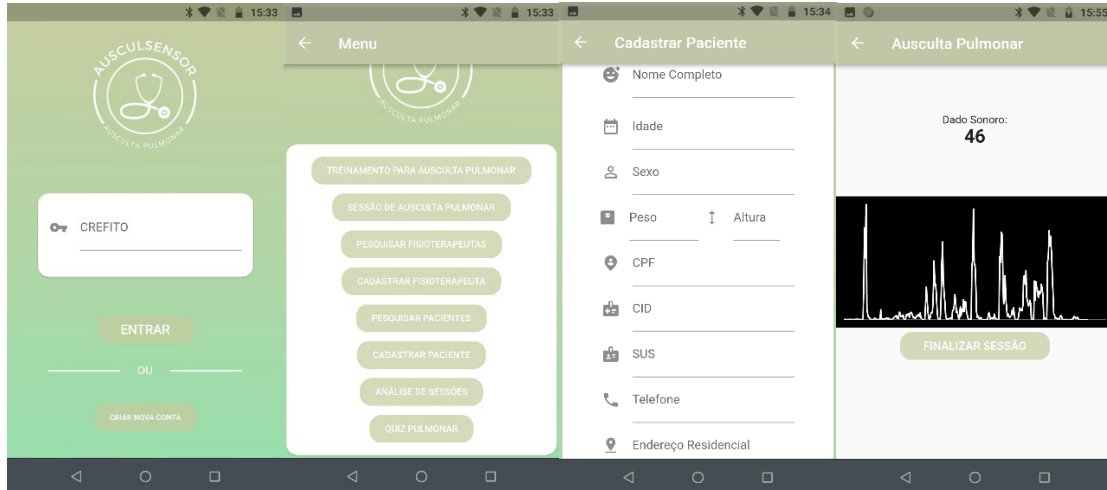 15:33
AUSCULSENSOR
AUSCULTA PULMONAR
CREFITO
ENTRAR
OU
CRIAR NOVA CONTA
15:33
Menu
AUSCULTA PULMONAR
TREINAMENTO PARA AUSCULTA PULMONAR
SESSÃO DE AUSCULTA PULMONAR
PESQUISAR FISIOTERAPEUTAS
CADASTRAR FISIOTERAPEUTA
PESQUISAR PACIENTES
CADASTRAR PACIENTE
ANÁLISE DE SESSÕES
QUIZ PULMONAR
15:34
Cadastrar Paciente
Nome Completo
Idade
Sexo
Peso Altura
CPF
CID
SUS
Telefone
Endereço Residencial
15:55
Ausculta Pulmonar
Dado Sonoro:
46
FINALIZAR SESSÃO